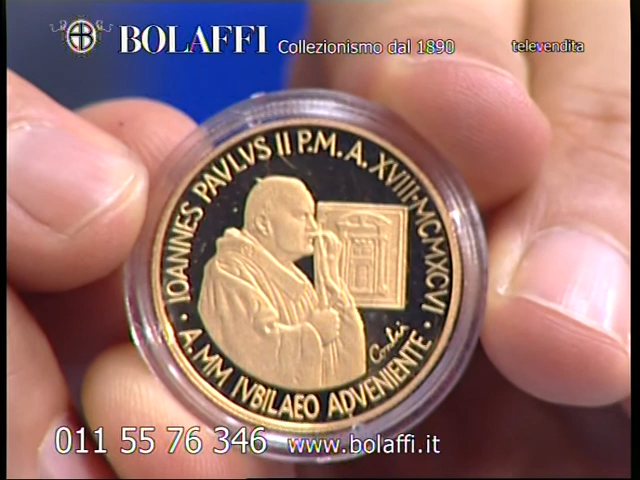 BOLAFFI Collezionismo dal 1890
televendita
IOANNES PAVLVS II P.M. A. XVIII · MCMXCVI ·
· A. MM IVBILAEO ADVENIENTE ·
011 55 76 346 www.bolaffi.it